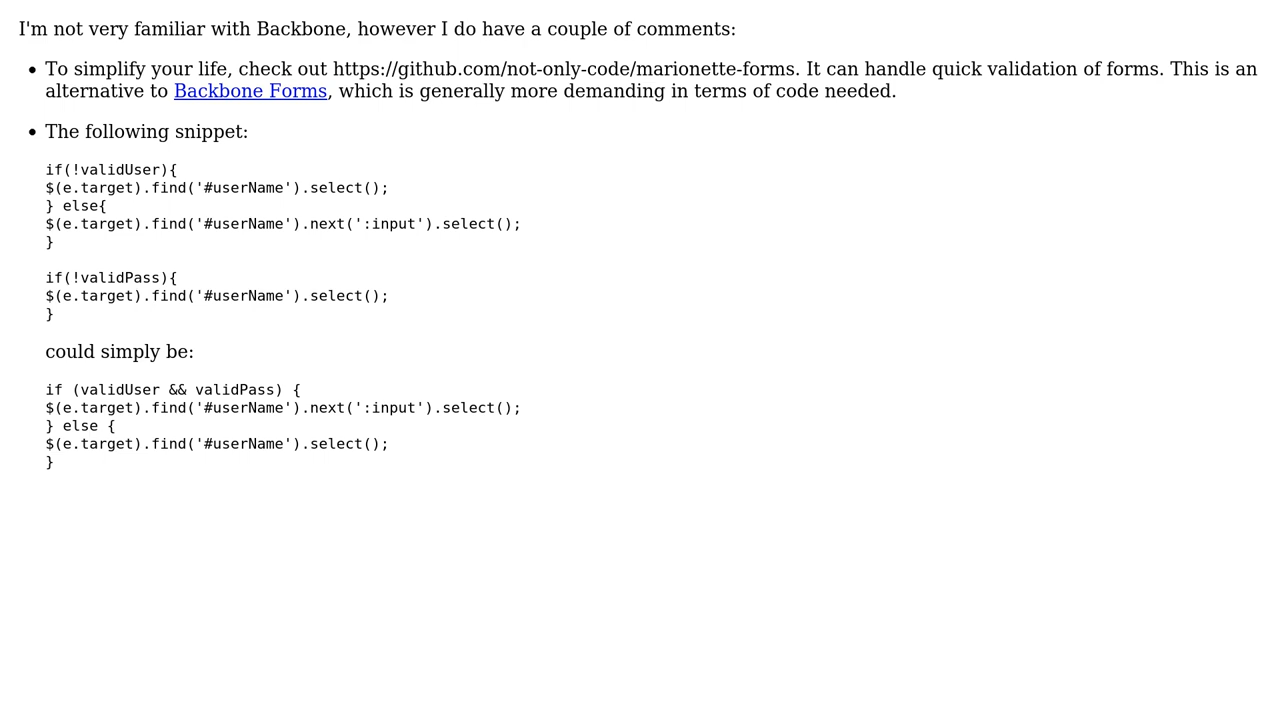 I'm not very familiar with Backbone, however I do have a couple of comments:
• To simplify your life, check out https://github.com/not-only-code/marionette-forms. It can handle quick validation of forms. This is an
alternative to Backbone Forms, which is generally more demanding in terms of code needed.
• The following snippet:
if(!validUser){
$(e.target).find('#userName').select();
} else{
$(e.target).find('#userName').next(':input').select();
}
if(!validPass){
$(e.target).find('#userName').select();
}
could simply be:
if (validUser && validPass) {
$(e.target).find('#userName').next(':input').select();
} else {
$(e.target).find('#userName').select();
}